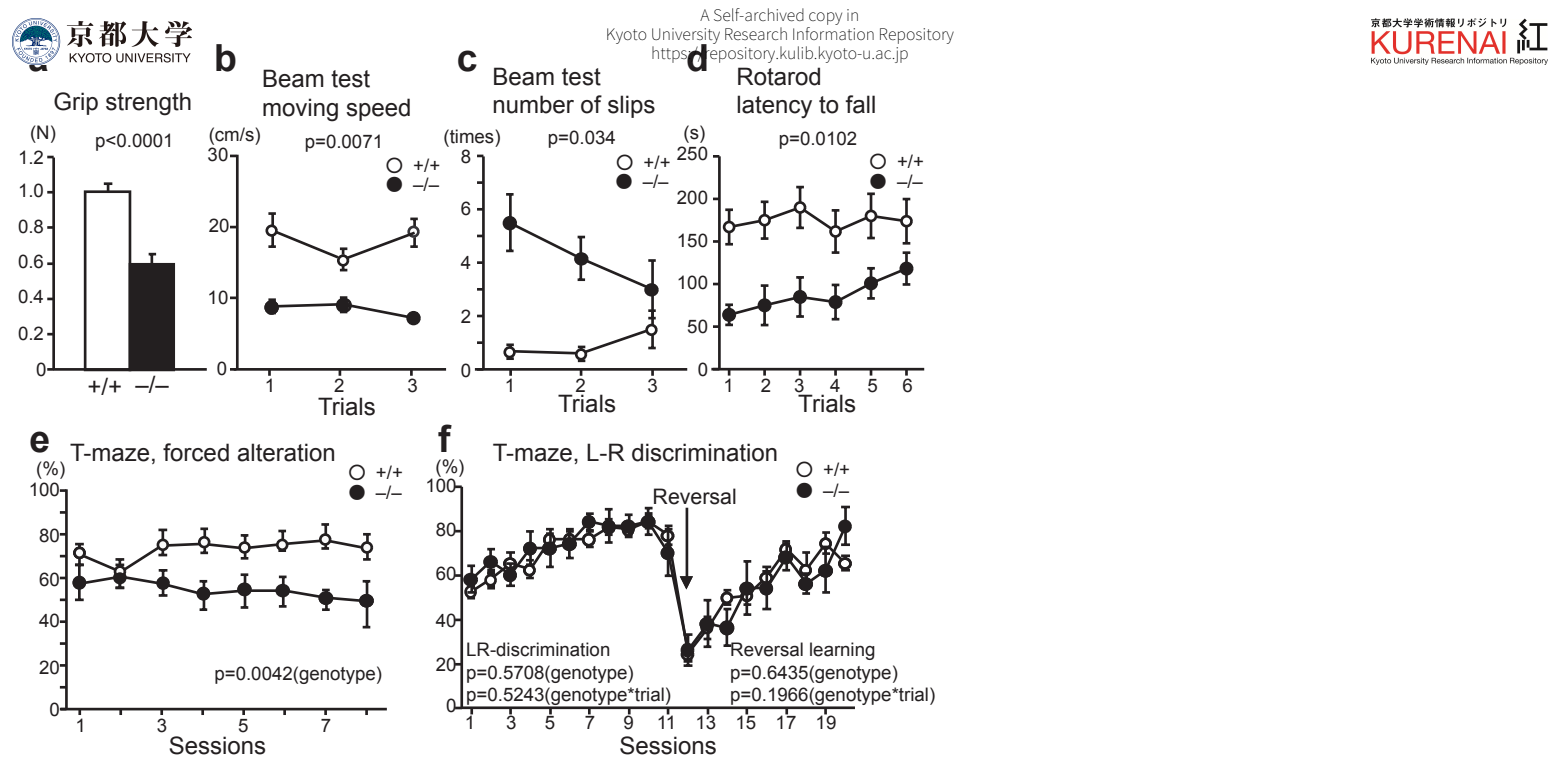 京都大学
KYOTO UNIVERSITY
A Self-archived copy in
Kyoto University Research Information Repository
https://repository.kulib.kyoto-u.ac.jp
京都大学学術情報リポジトリ
KURENAI 紅
Kyoto University Research Information Repository
a
Grip strength
(N)
p<0.0001
1.2
1.0
0.8
0.6
0.4
0.2
0
+/+ –/–
b
Beam test
moving speed
(cm/s)
p=0.0071
+/+
–/–
30
20
10
0
1 2 3
Trials
c
Beam test
number of slips
(times)
p=0.034
+/+
–/–
8
6
4
2
0
1 2 3
Trials
d
Rotarod
latency to fall
(s)
p=0.0102
+/+
–/–
250
200
150
100
50
0
1 2 3 4 5 6
Trials
e
T-maze, forced alteration
(%)
+/+
–/–
100
80
60
40
20
0
p=0.0042(genotype)
1 3 5 7
Sessions
f
T-maze, L-R discrimination
(%)
+/+
–/–
Reversal
100
80
60
40
20
0
LR-discrimination
p=0.5708(genotype)
p=0.5243(genotype*trial)
Reversal learning
p=0.6435(genotype)
p=0.1966(genotype*trial)
1 3 5 7 9 11 13 15 17 19
Sessions